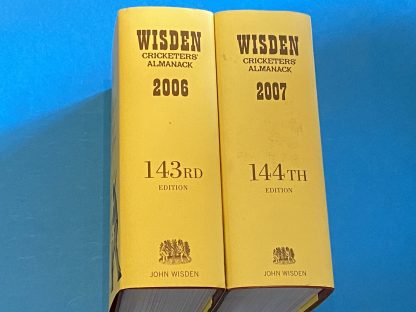 WISDEN
CRICKETERS'
ALMANACK
2006
143RD
EDITION
JOHN WISDEN
WISDEN
CRICKETERS'
ALMANACK
2007
144TH
EDITION
JOHN WISDEN